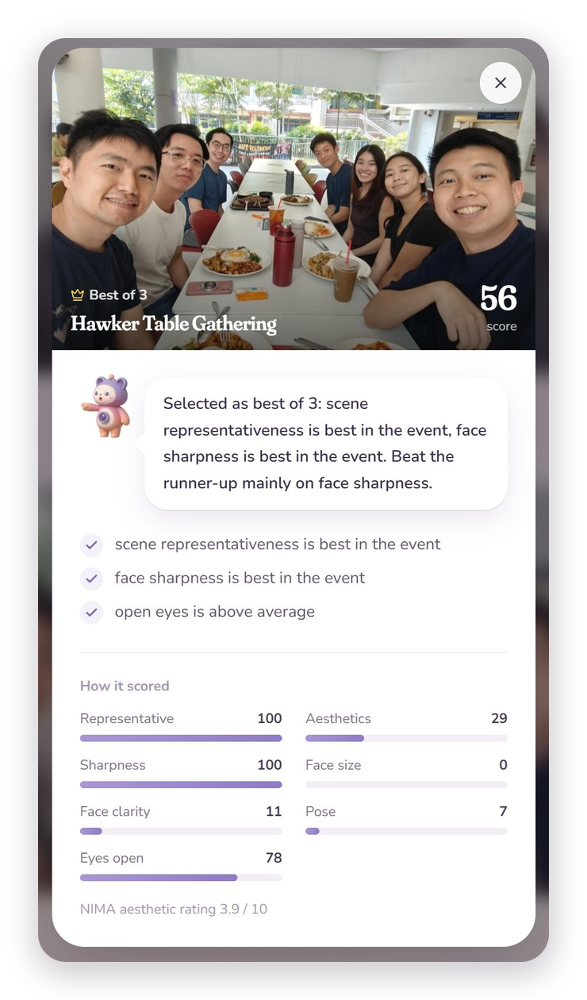 Best of 3
Hawker Table Gathering
56
score
Selected as best of 3: scene
representativeness is best in the event, face
sharpness is best in the event. Beat the
runner-up mainly on face sharpness.
scene representativeness is best in the event
face sharpness is best in the event
open eyes is above average
How it scored
Representative 100
Aesthetics 29
Sharpness 100
Face size 0
Face clarity 11
Pose 7
Eyes open 78
NIMA aesthetic rating 3.9 / 10